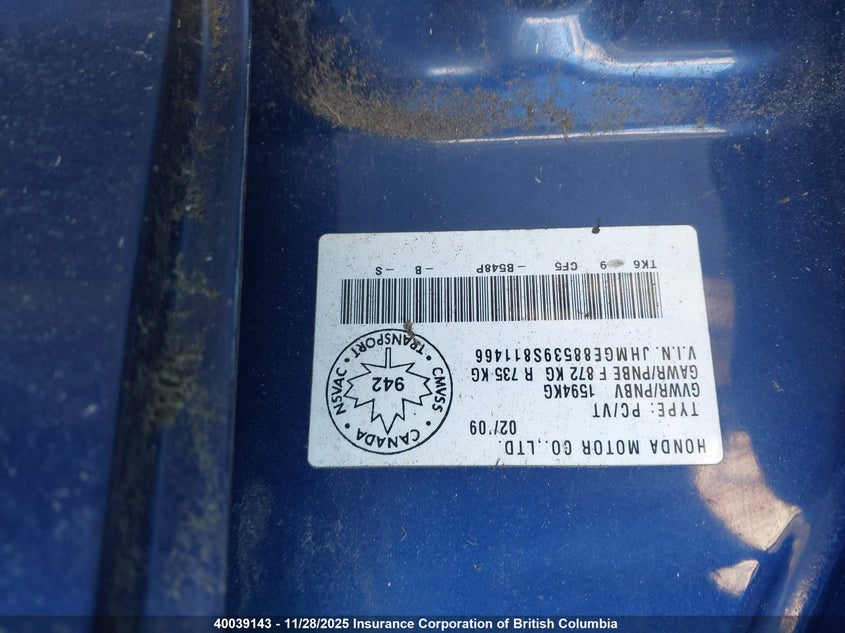 HONDA MOTOR CO.,LTD.
02/'09
TYPE: PC/VT
GVWR/PNBV 1594KG
GAWR/PNBE F 872 KG R 735 KG
V.I.N. JHMGE88539S811466
CANADA • CMVSS • TRANSPORT • NSVAC •
942
TK6 9 CF5 -B548P -B -S
40039143 - 11/28/2025 Insurance Corporation of British Columbia